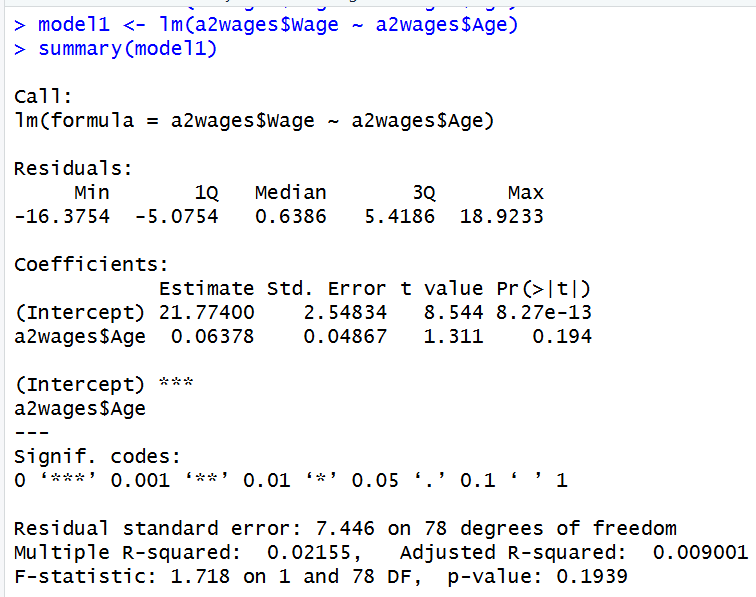 > model1 <- lm(a2wages$Wage ~ a2wages$Age)
> summary(model1)
Call:
lm(formula = a2wages$Wage ~ a2wages$Age)
Residuals:
     Min       1Q   Median       3Q      Max
-16.3754  -5.0754   0.6386   5.4186  18.9233
Coefficients:
            Estimate Std. Error t value Pr(>|t|)
(Intercept) 21.77400    2.54834   8.544 8.27e-13
a2wages$Age  0.06378    0.04867   1.311    0.194
(Intercept) ***
a2wages$Age
---
Signif. codes:
0 ‘***’ 0.001 ‘**’ 0.01 ‘*’ 0.05 ‘.’ 0.1 ‘ ’ 1
Residual standard error: 7.446 on 78 degrees of freedom
Multiple R-squared:  0.02155,   Adjusted R-squared:  0.009001
F-statistic: 1.718 on 1 and 78 DF,  p-value: 0.1939